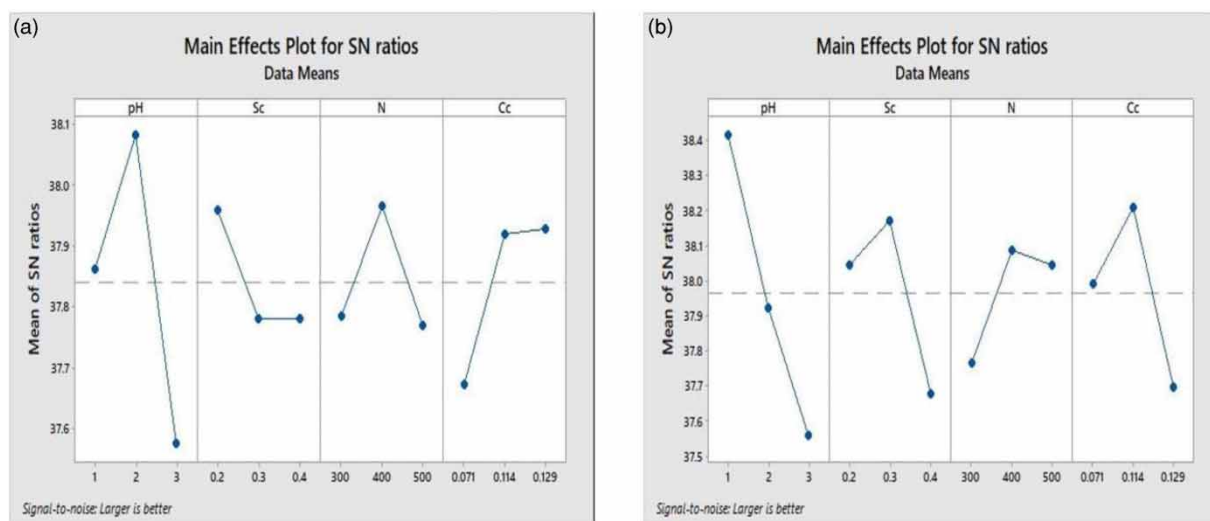 (a)
Main Effects Plot for SN ratios
Data Means
pH Sc N Cc
Mean of SN ratios
38.1
38.0
37.9
37.8
37.7
37.6
1 2 3 0.2 0.3 0.4 300 400 500 0.071 0.114 0.129
Signal-to-noise: Larger is better
(b)
Main Effects Plot for SN ratios
Data Means
pH Sc N Cc
Mean of SN ratios
38.4
38.3
38.2
38.1
38.0
37.9
37.8
37.7
37.6
37.5
1 2 3 0.2 0.3 0.4 300 400 500 0.071 0.114 0.129
Signal-to-noise: Larger is better